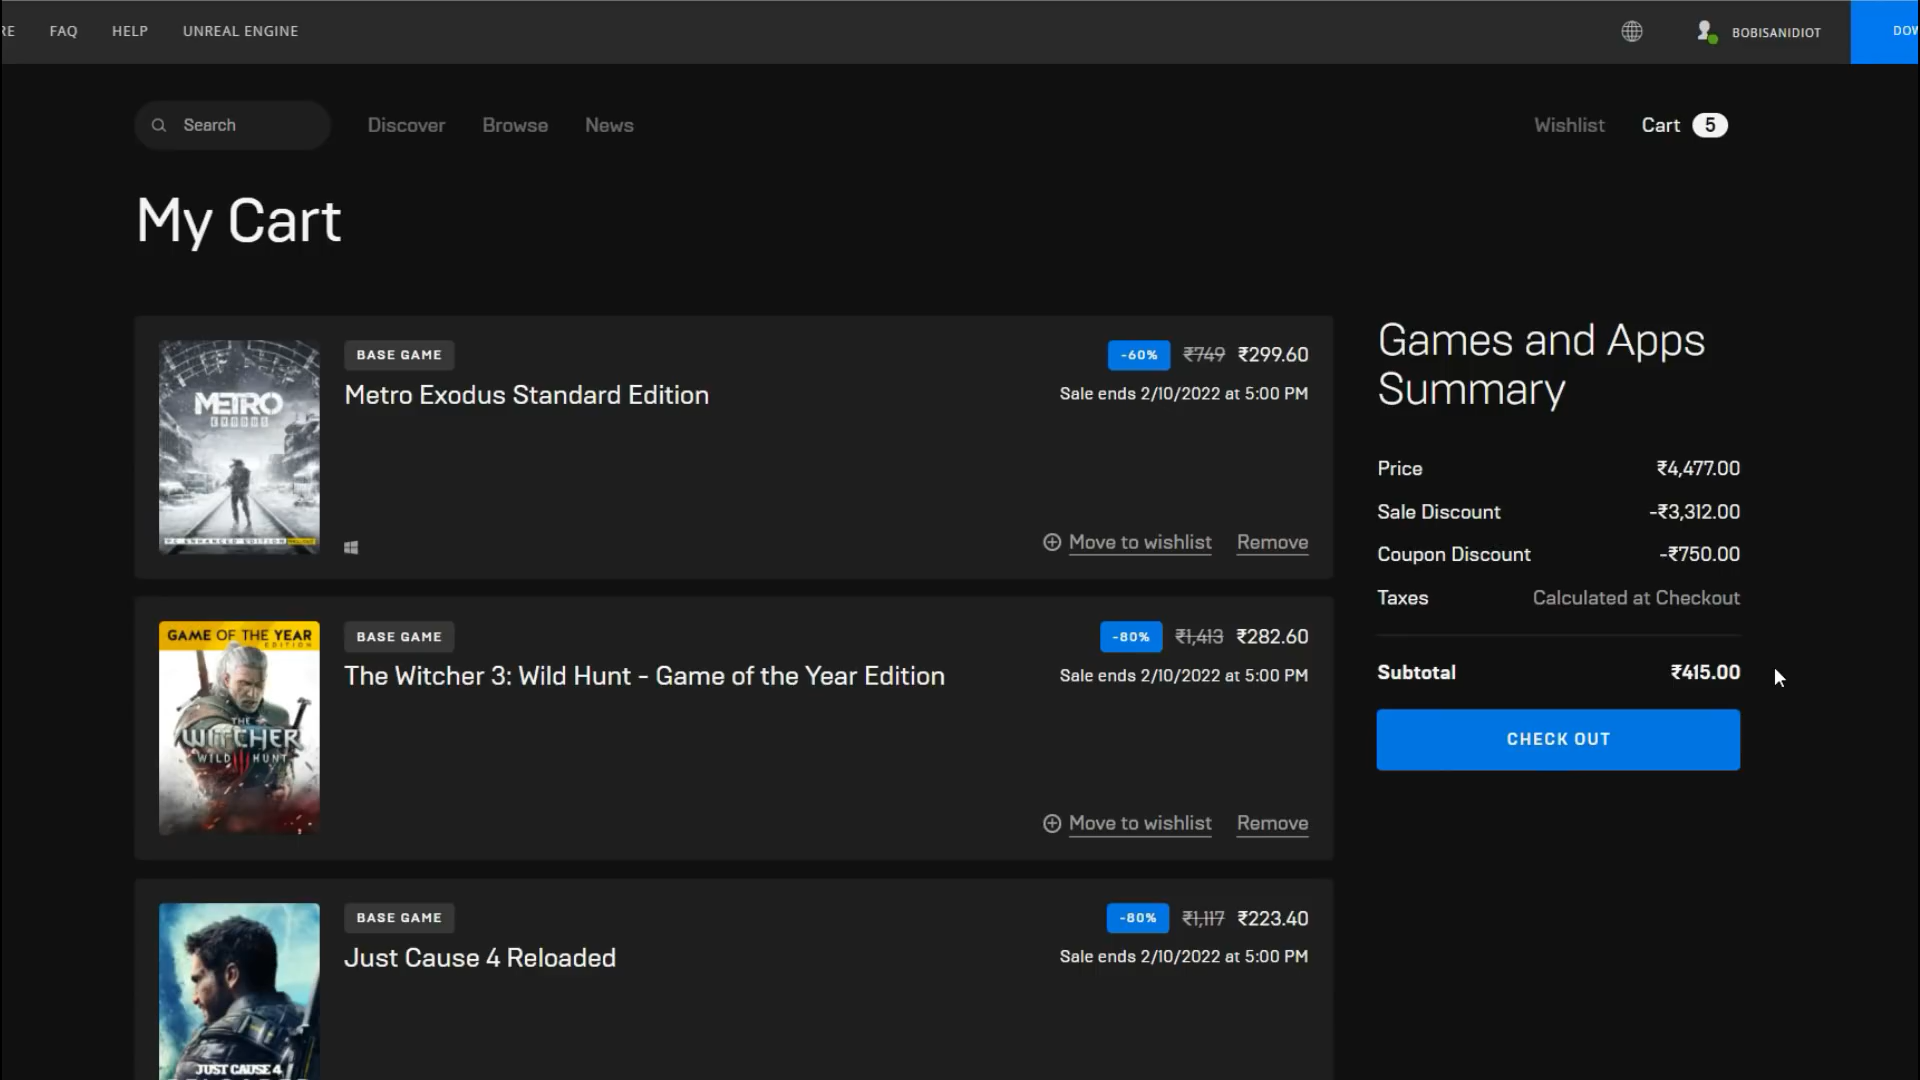 RE FAQ HELP UNREAL ENGINE BOBISANIDIOT DOW
Search Discover Browse News Wishlist Cart 5
My Cart
METRO
EXODUS
BASE GAME
Metro Exodus Standard Edition
-60% ₹749 ₹299.60
Sale ends 2/10/2022 at 5:00 PM
Move to wishlist Remove
GAME OF THE YEAR
EDITION
THE
WITCHER
WILD HUNT
BASE GAME
The Witcher 3: Wild Hunt - Game of the Year Edition
-80% ₹1,413 ₹282.60
Sale ends 2/10/2022 at 5:00 PM
Move to wishlist Remove
JUST CAUSE 4
BASE GAME
Just Cause 4 Reloaded
-80% ₹1,117 ₹223.40
Sale ends 2/10/2022 at 5:00 PM
Games and Apps
Summary
Price ₹4,477.00
Sale Discount -₹3,312.00
Coupon Discount -₹750.00
Taxes Calculated at Checkout
Subtotal ₹415.00
CHECK OUT